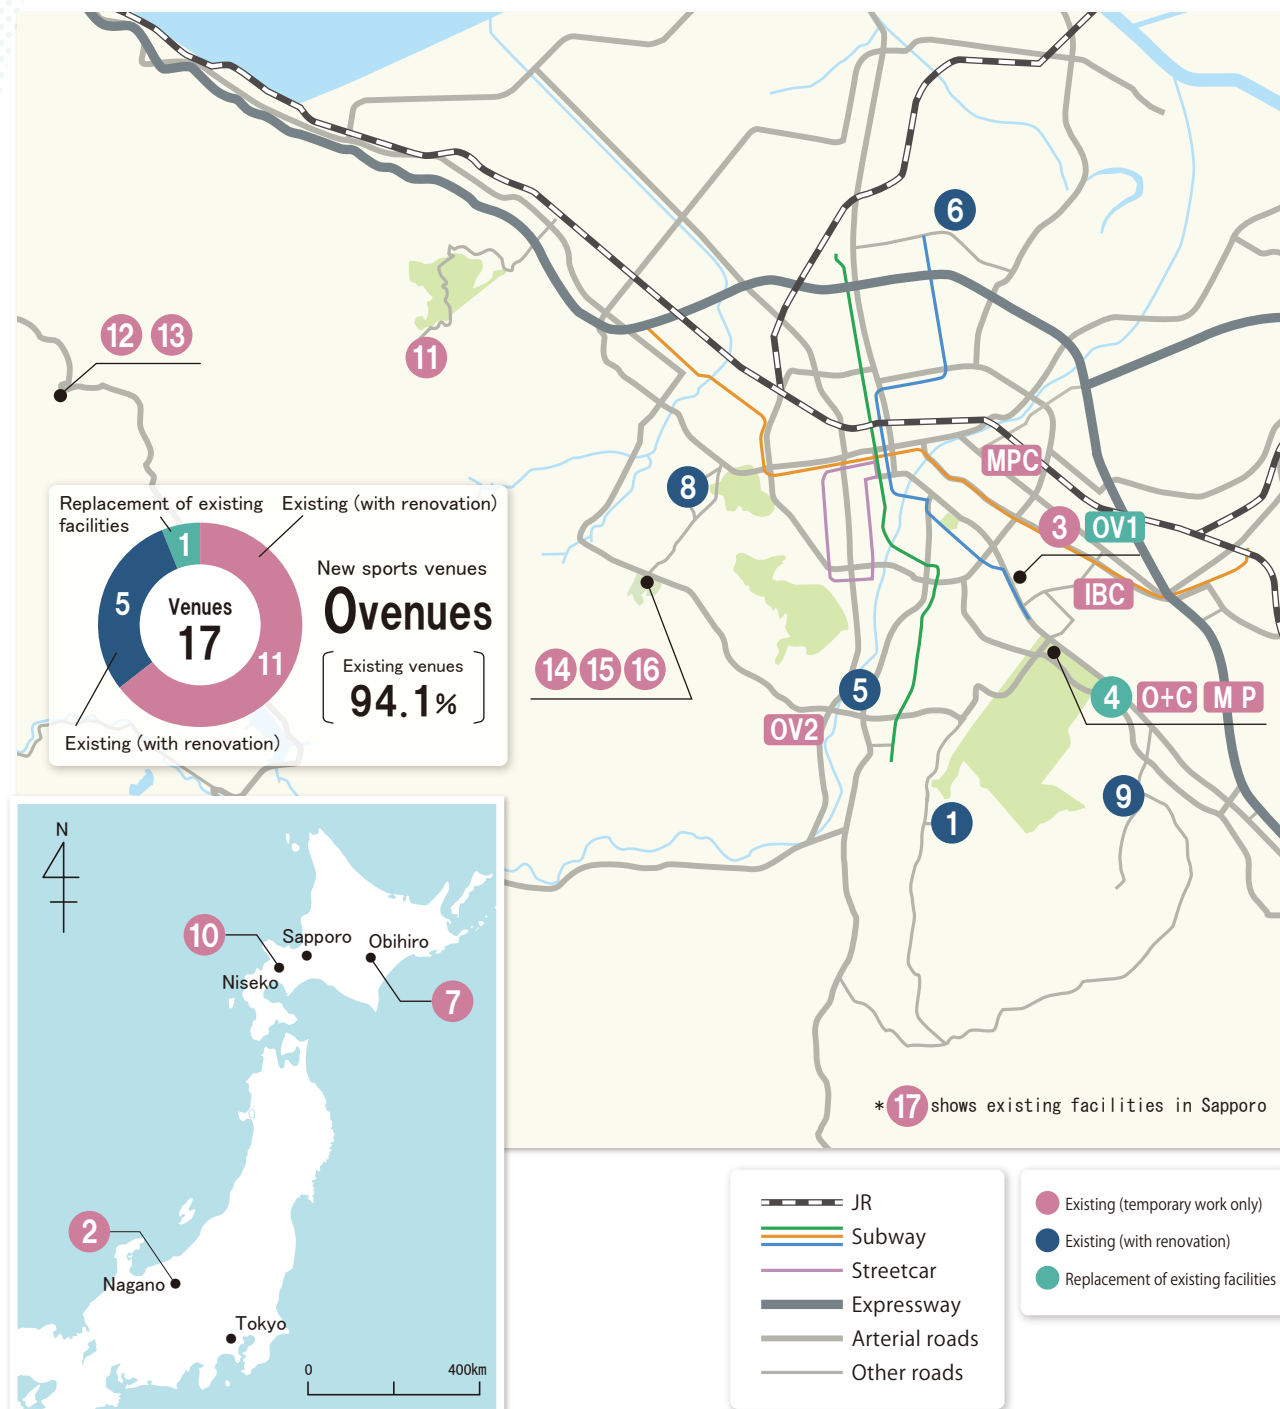 6
12 13
11
MPC
8
3 OV1
IBC
14 15 16
5
OV2
4 O+C M P
9
1
Replacement of existing
facilities
Existing (with renovation)
1
5
11
Venues
17
New sports venues
0venues
Existing venues
94.1%
Existing (with renovation)
N
10
Sapporo
Obihiro
Niseko
7
2
Nagano
Tokyo
0
400km
*17 shows existing facilities in Sapporo
JR
Subway
Streetcar
Expressway
Arterial roads
Other roads
Existing (temporary work only)
Existing (with renovation)
Replacement of existing facilities